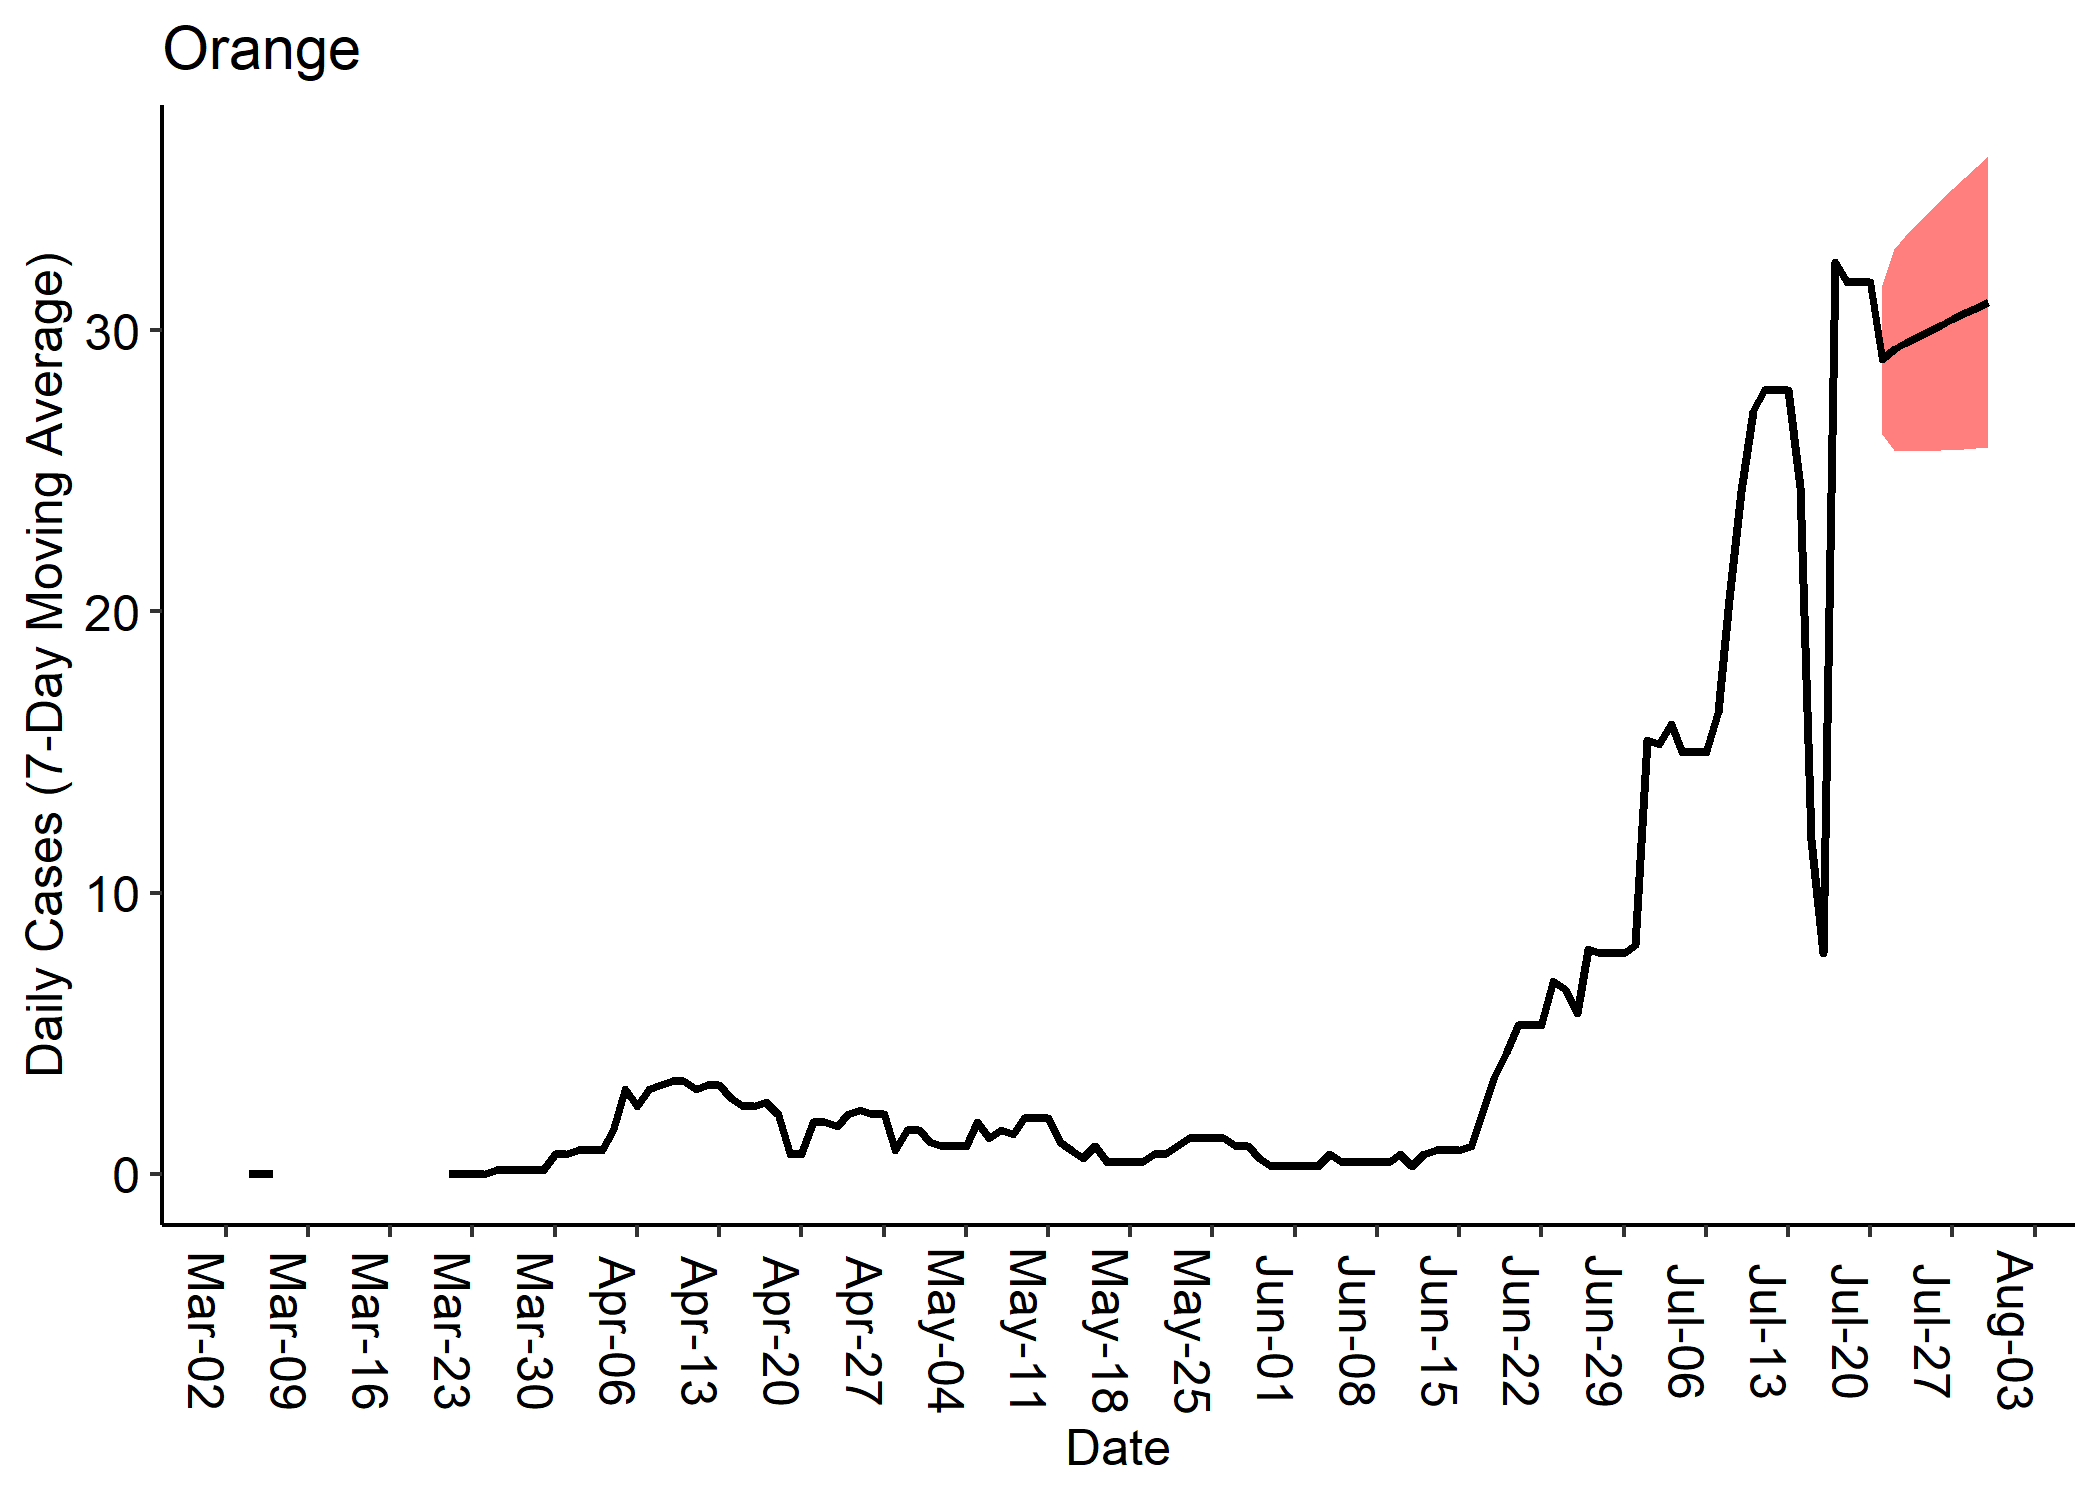 Orange
Daily Cases (7-Day Moving Average)
30
20
10
0
Mar-02
Mar-09
Mar-16
Mar-23
Mar-30
Apr-06
Apr-13
Apr-20
Apr-27
May-04
May-11
May-18
May-25
Jun-01
Jun-08
Jun-15
Jun-22
Jun-29
Jul-06
Jul-13
Jul-20
Jul-27
Aug-03
Date